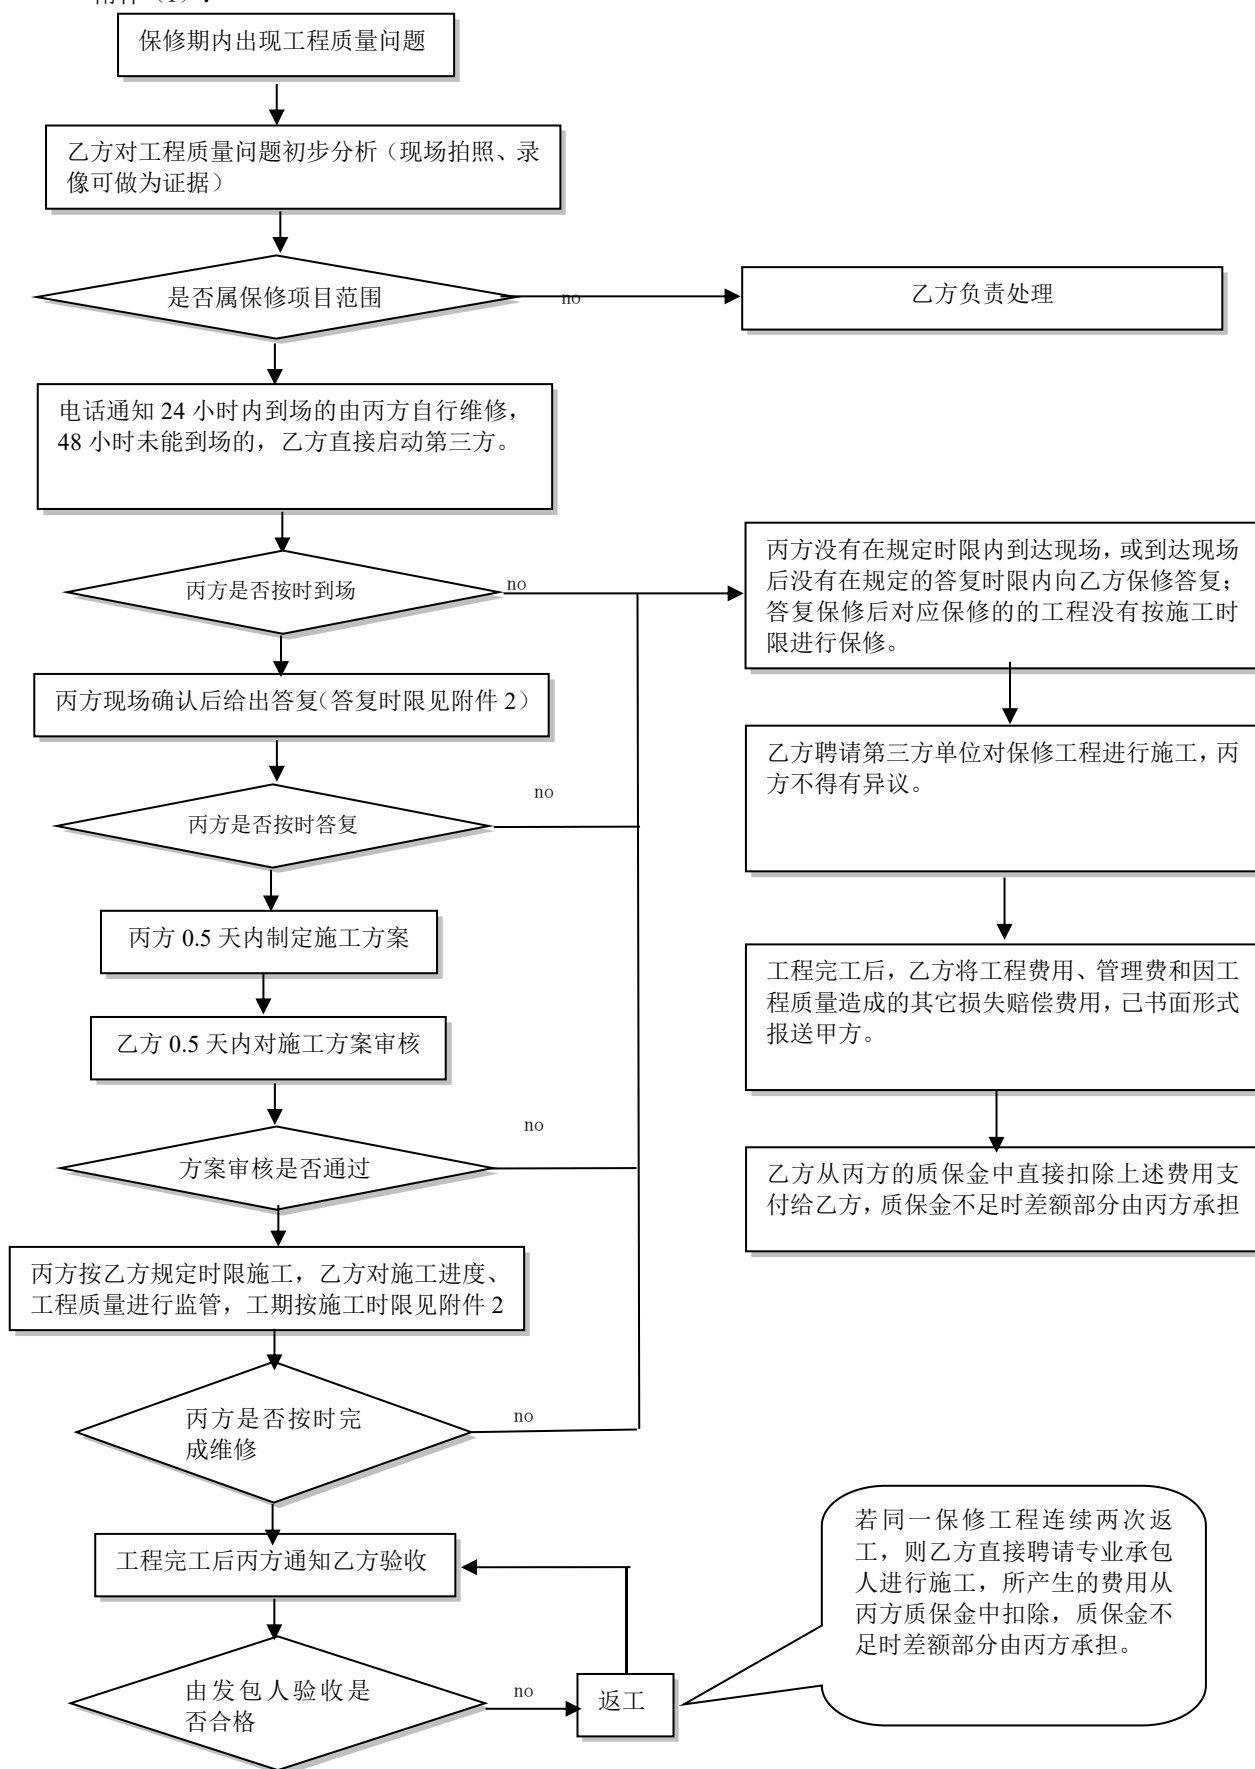 附件（1）：
保修期内出现工程质量问题
乙方对工程质量问题初步分析（现场拍照、录
像可做为证据）
是否属保修项目范围
no
乙方负责处理
电话通知 24 小时内到场的由丙方自行维修，
48 小时未能到场的，乙方直接启动第三方。
丙方是否按时到场
no
丙方没有在规定时限内到达现场，或到达现场
后没有在规定的答复时限内向乙方保修答复；
答复保修后对应保修的的工程没有按施工时
限进行保修。
丙方现场确认后给出答复（答复时限见附件 2）
乙方聘请第三方单位对保修工程进行施工，丙
方不得有异议。
丙方是否按时答复
no
丙方 0.5 天内制定施工方案
工程完工后，乙方将工程费用、管理费和因工
程质量造成的其它损失赔偿费用，己书面形式
报送甲方。
乙方 0.5 天内对施工方案审核
方案审核是否通过
no
乙方从丙方的质保金中直接扣除上述费用支
付给乙方，质保金不足时差额部分由丙方承担
丙方按乙方规定时限施工，乙方对施工进度、
工程质量进行监管，工期按施工时限见附件 2
丙方是否按时完
成维修
no
工程完工后丙方通知乙方验收
若同一保修工程连续两次返
工，则乙方直接聘请专业承包
人进行施工，所产生的费用从
丙方质保金中扣除，质保金不
足时差额部分由丙方承担。
由发包人验收是
否合格
no
返工